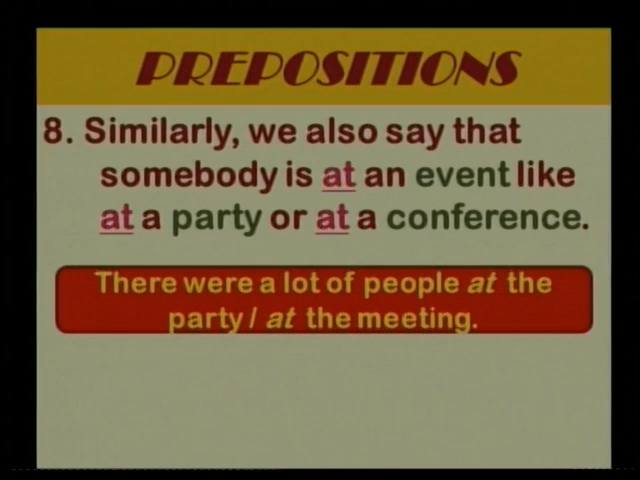 PREPOSITIONS
8. Similarly, we also say that
somebody is at an event like
at a party or at a conference.
There were a lot of people at the
party / at the meeting.